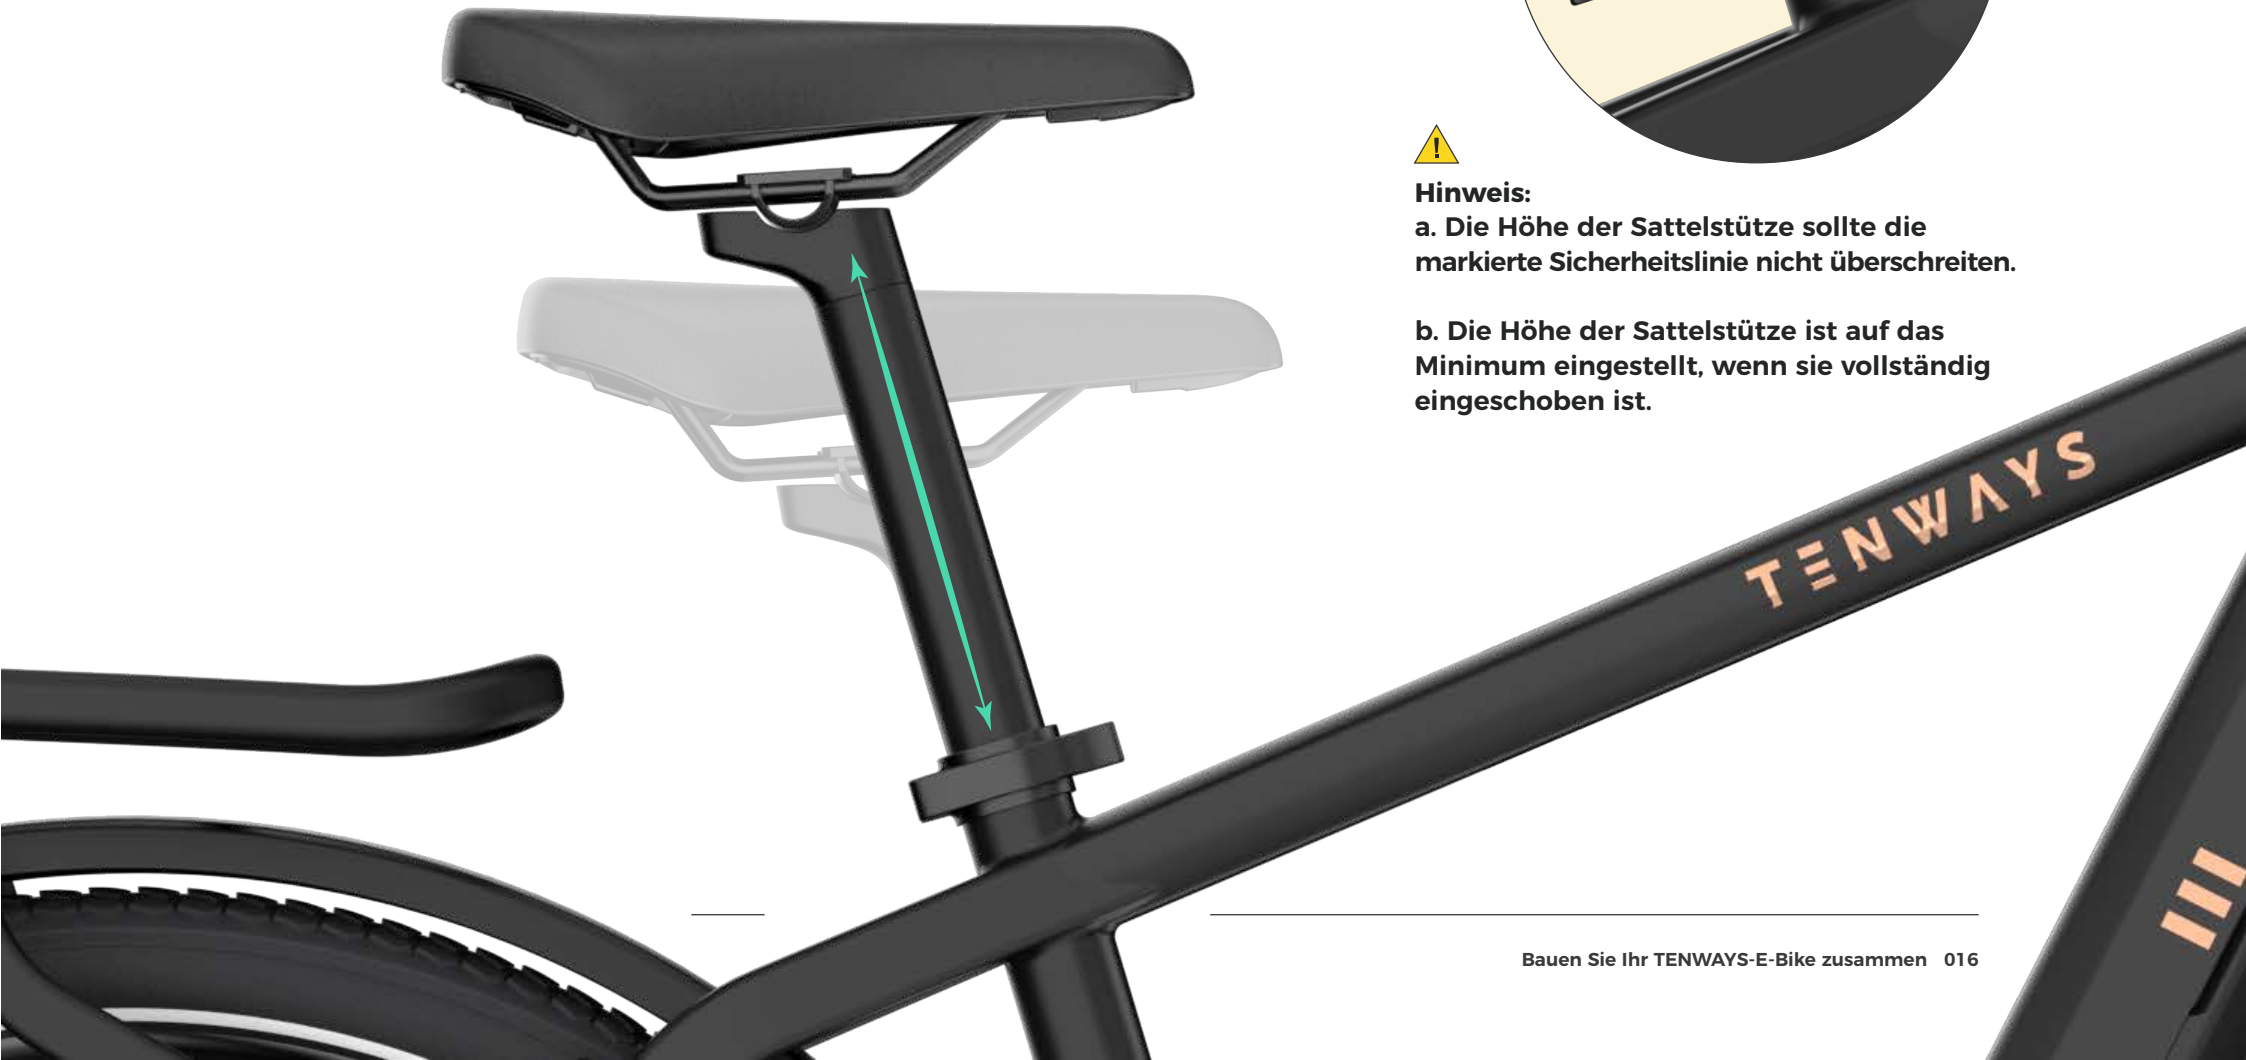 Hinweis:
a. Die Höhe der Sattelstütze sollte die
markierte Sicherheitslinie nicht überschreiten.
b. Die Höhe der Sattelstütze ist auf das
Minimum eingestellt, wenn sie vollständig
eingeschoben ist.
TENWAYS
Bauen Sie Ihr TENWAYS-E-Bike zusammen 016